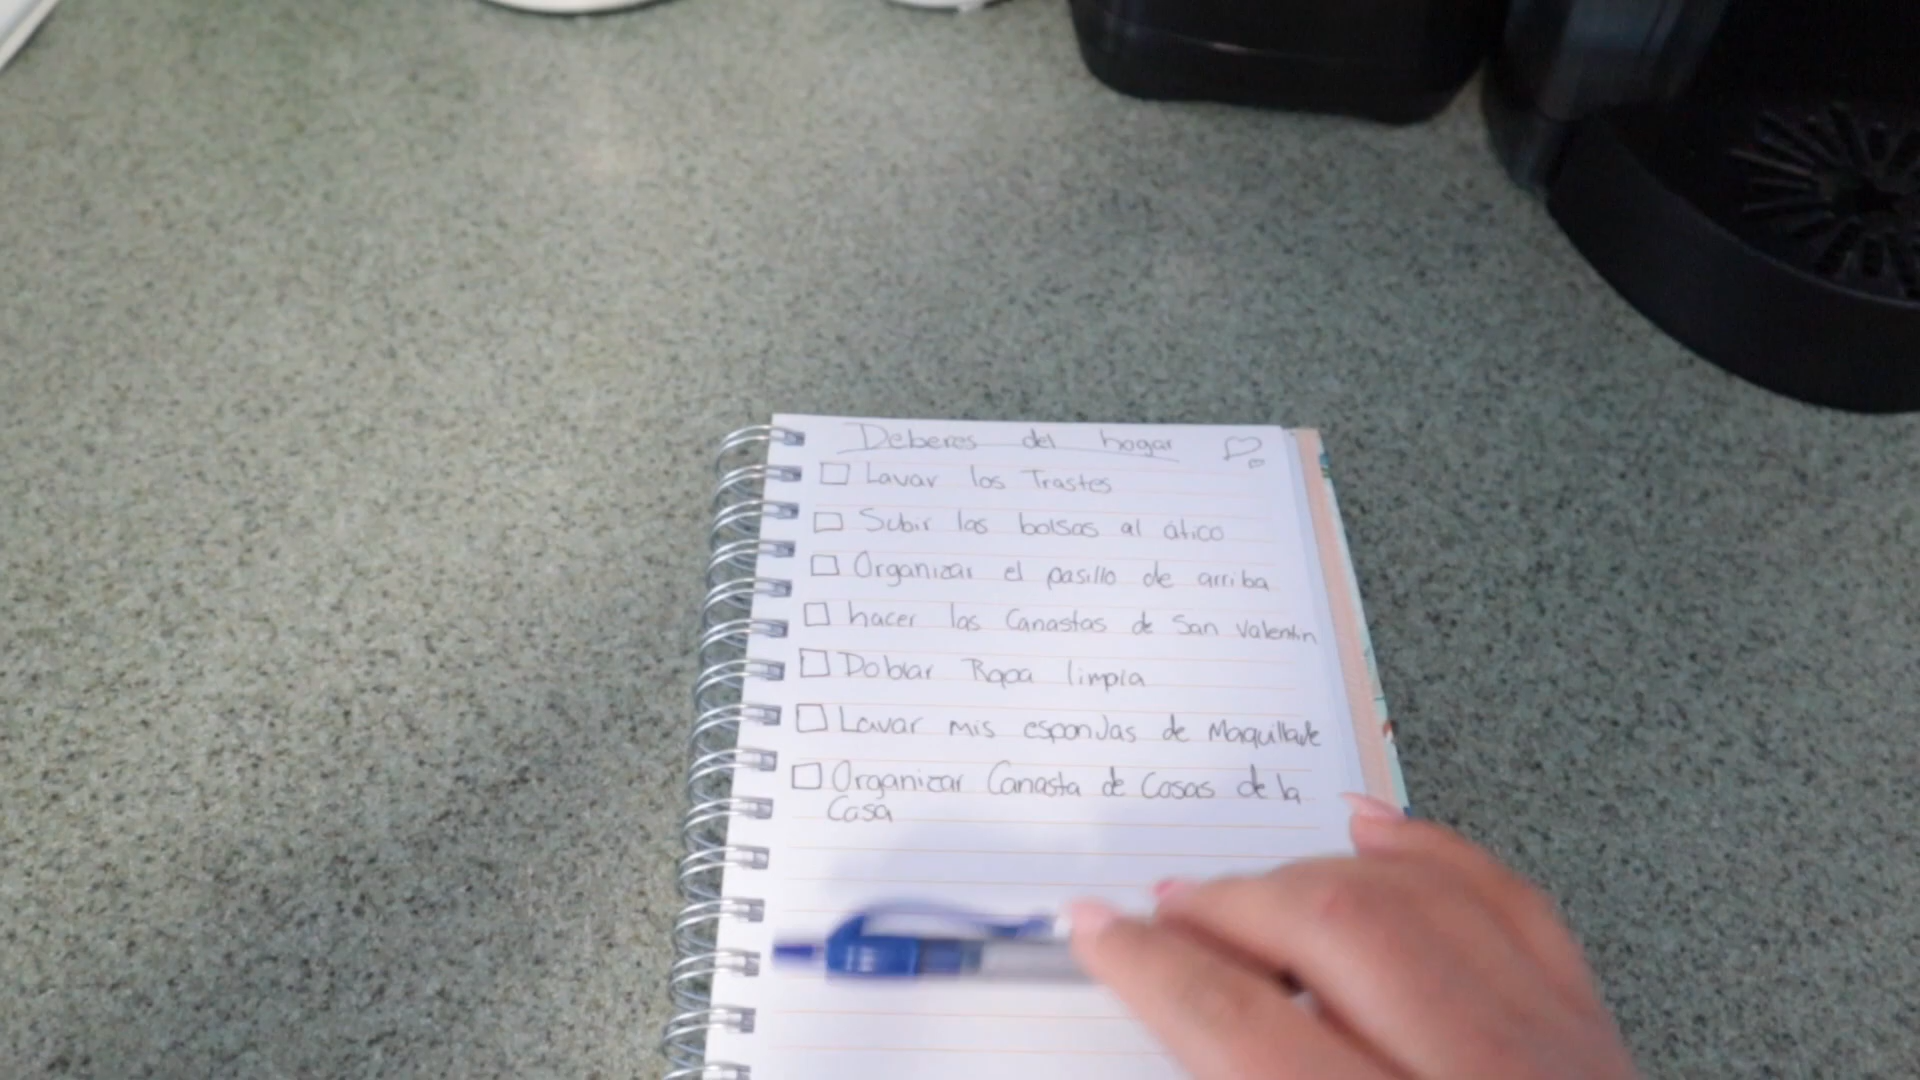 Deberes del hogar
Lavar los Trastes
Subir las bolsas al ático
Organizar el pasillo de arriba
hacer las Canastas de San Valentin
Doblar Ropa limpia
Lavar mis esponJas de MaquillaJe
Organizar Canasta de Cosas de la
Casa